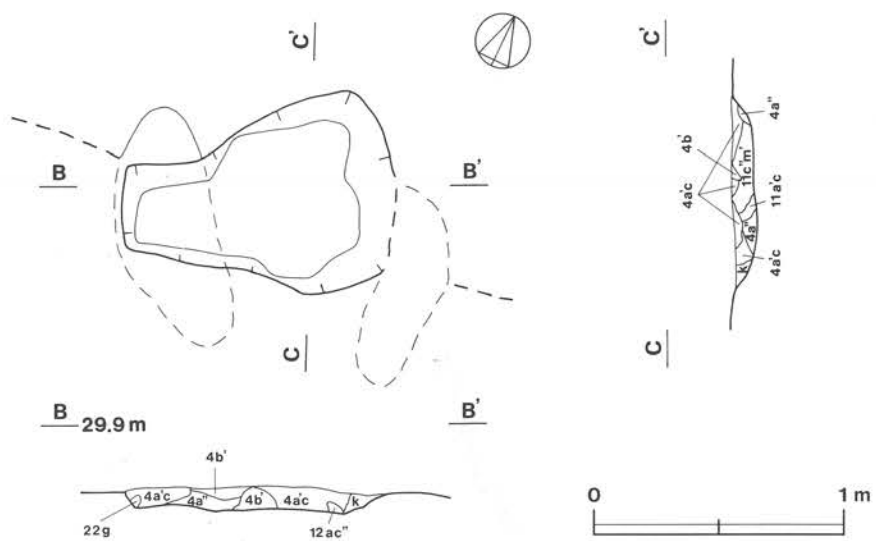 C'
B
B'
C
C'
4a"
4b'
11c"m'
4a'c
11a'c
4a"
4a'c
k
C
B 29.9 m
B'
4b'
4a'c
4a"
4b'
4a'c
k
22g
12ac"
0
1 m